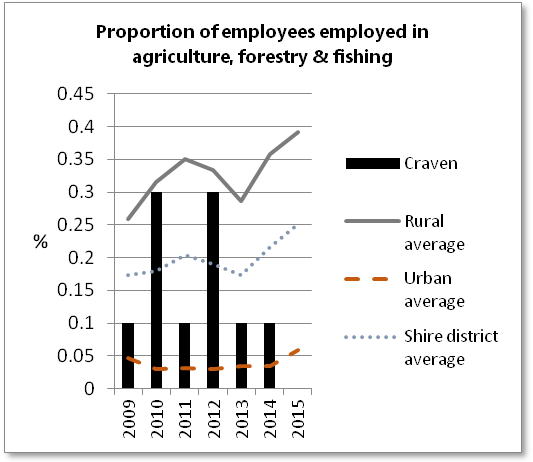 Proportion of employees employed in
agriculture, forestry & fishing
0.45
0.4
0.35
0.3
0.25
0.2
0.15
0.1
0.05
0
%
2009
2010
2011
2012
2013
2014
2015
Craven
Rural
average
Urban
average
Shire district
average